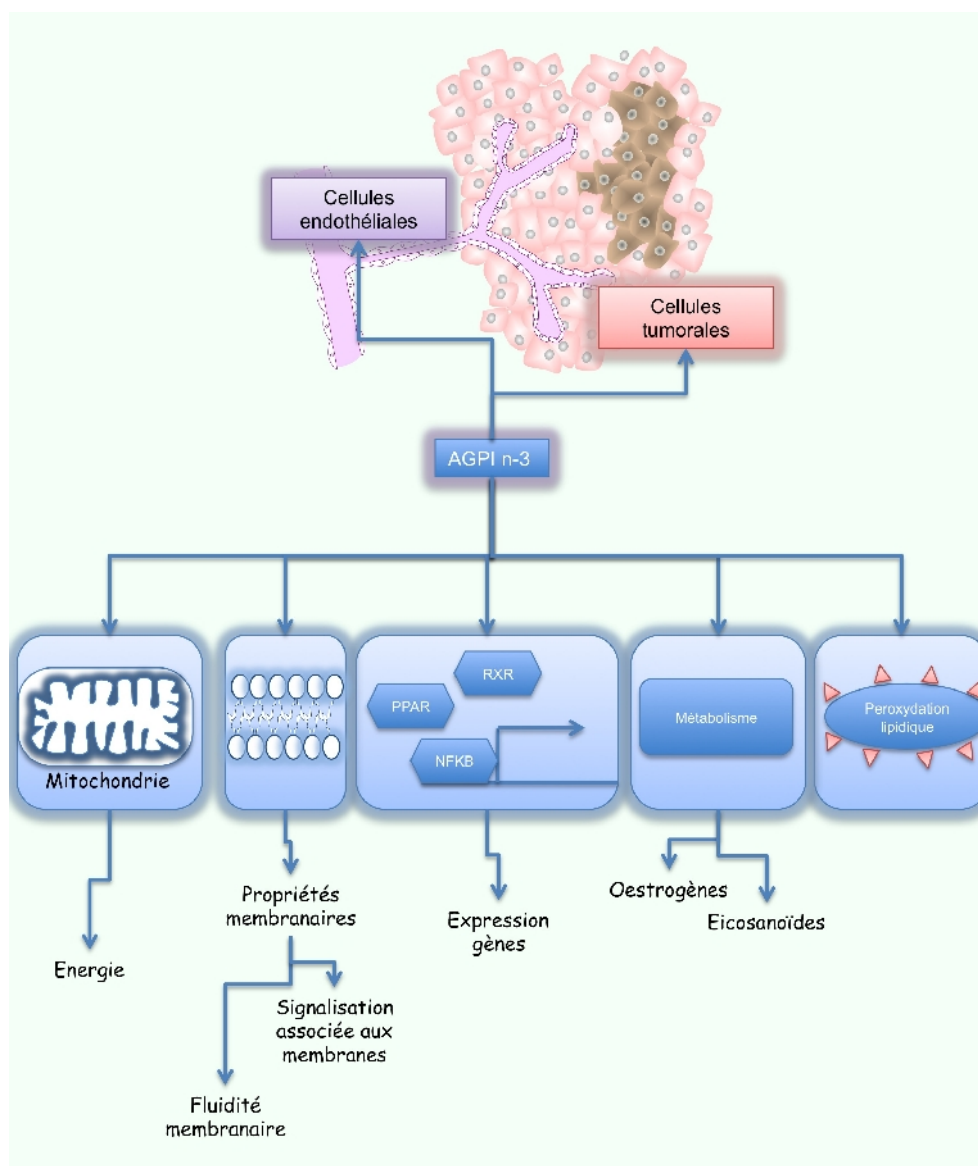 Cellules
endothéliales
Cellules
tumorales
AGPI n-3
Mitochondrie
PPAR
RXR
NFKB
Métabolisme
Peroxydation
lipidique
Energie
Propriétés
membranaires
Signalisation
associée aux
membranes
Fluidité
membranaire
Expression
gènes
Oestrogènes
Eicosanoïdes